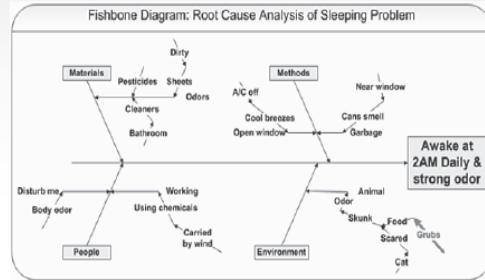 Fishbone Diagram: Root Cause Analysis of Sleeping Problem
Dirty
Materials
Pesticides
Sheets
Odors
Cleaners
Bathroom
Methods
Near window
A/C off
Cool breezes
Cans smell
Open window
Garbage
Awake at
2AM Daily &
strong odor
Disturb me
Working
Body odor
Using chemicals
Carried
by wind
People
Animal
Odor
Skunk
Food
Grubs
Scared
Cat
Environment